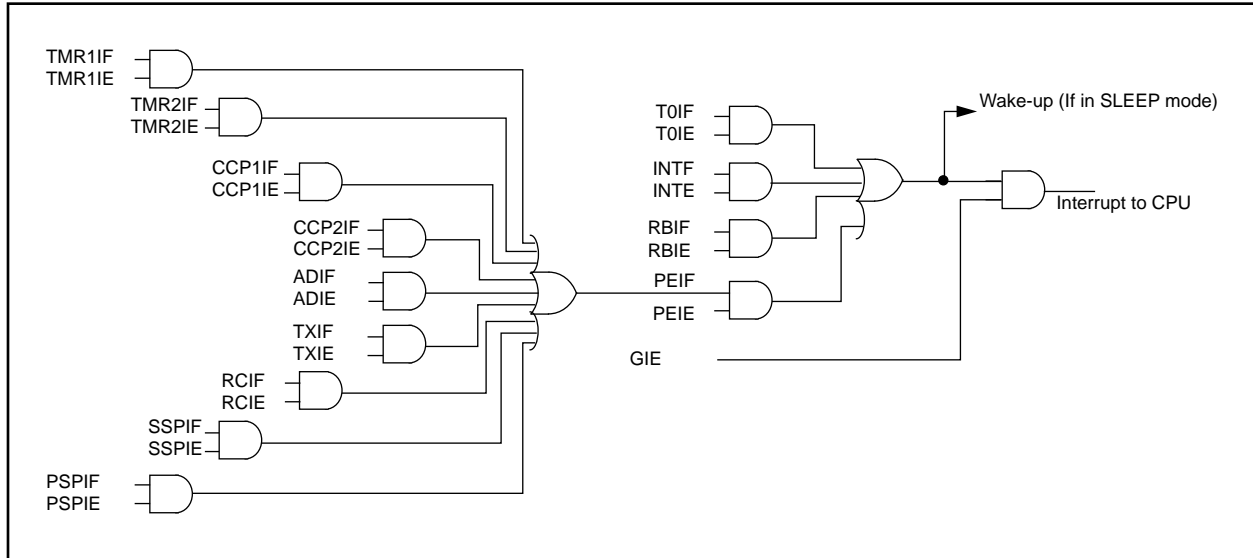 TMR1IF
TMR1IE
TMR2IF
TMR2IE
CCP1IF
CCP1IE
CCP2IF
CCP2IE
ADIF
ADIE
TXIF
TXIE
RCIF
RCIE
SSPIF
SSPIE
PSPIF
PSPIE
T0IF
T0IE
INTF
INTE
RBIF
RBIE
PEIF
PEIE
GIE
Wake-up (If in SLEEP mode)
Interrupt to CPU